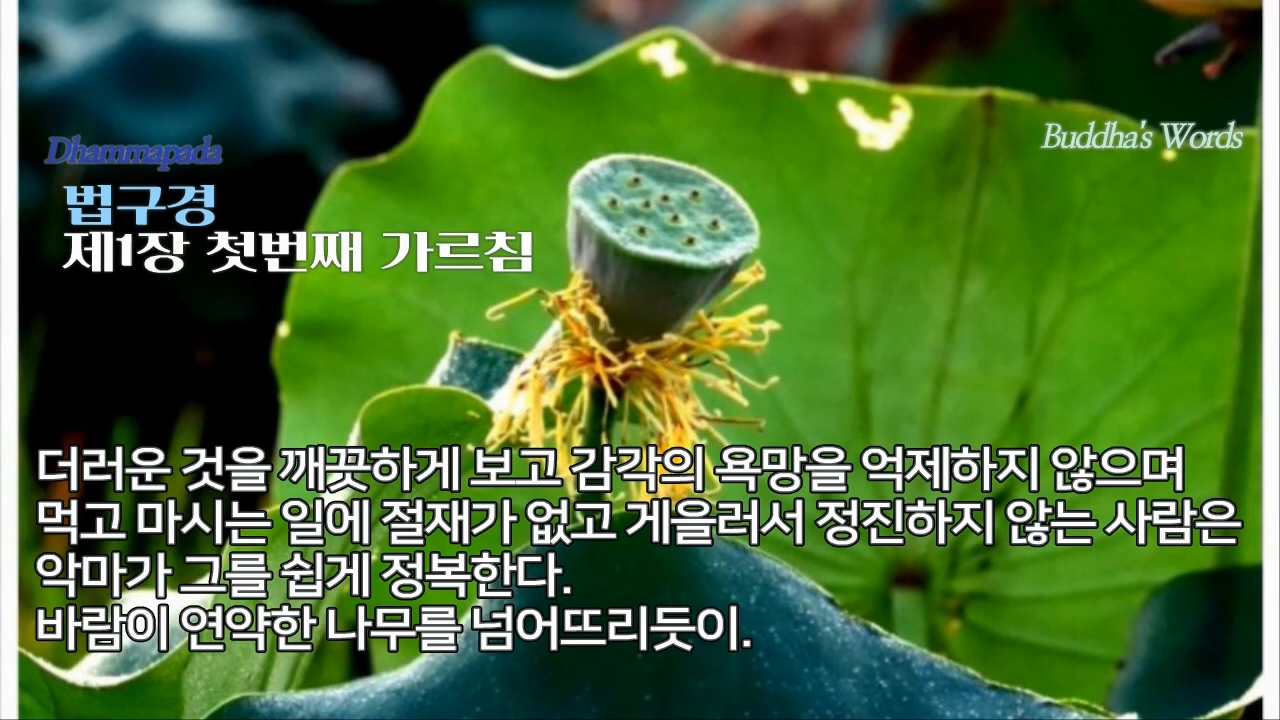 Dhammapada
Buddha's Words
법구경
제1장 첫번째 가르침
더러운 것을 깨끗하게 보고 감각의 욕망을 억제하지 않으며
먹고 마시는 일에 절재가 없고 게을러서 정진하지 않는 사람은
악마가 그를 쉽게 정복한다.
바람이 연약한 나무를 넘어뜨리듯이.